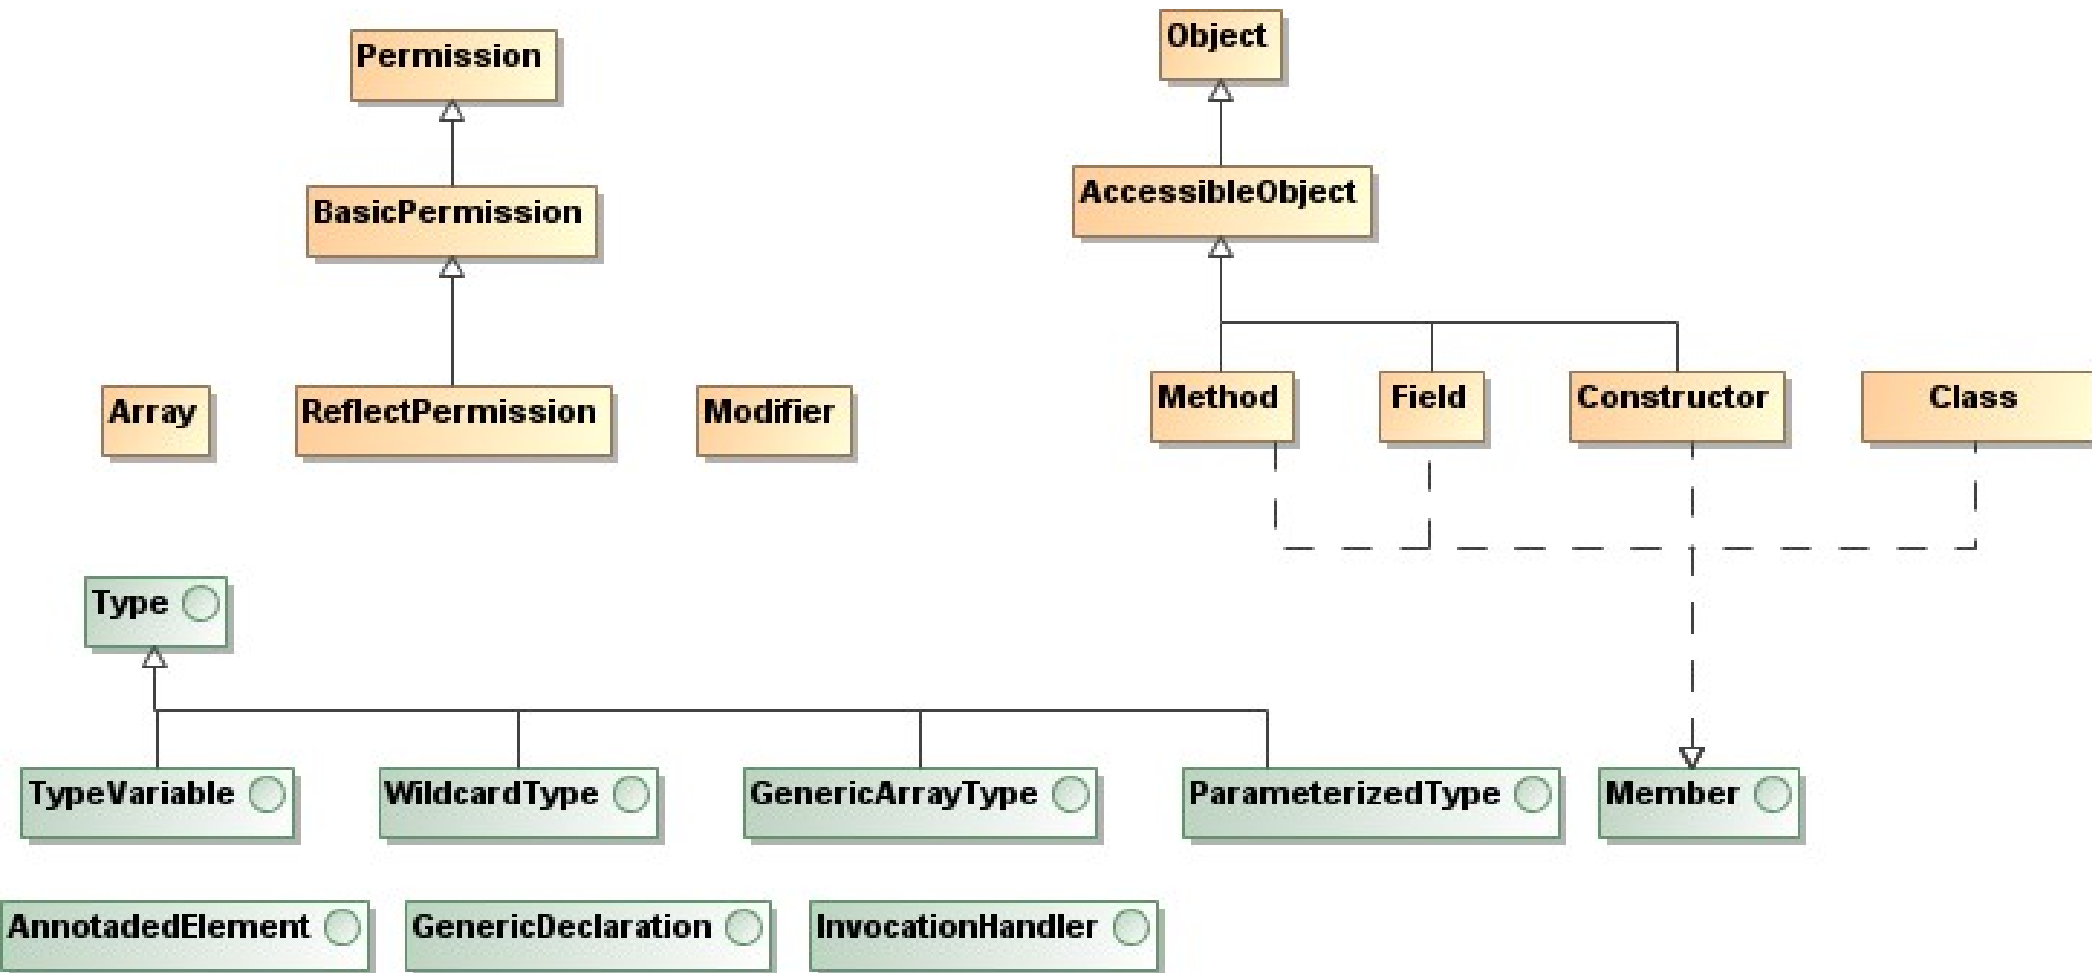 Permission
Object
BasicPermission
AccessibleObject
Array
ReflectPermission
Modifier
Method
Field
Constructor
Class
Type
TypeVariable
WildcardType
GenericArrayType
ParameterizedType
Member
AnnotadedElement
GenericDeclaration
InvocationHandler